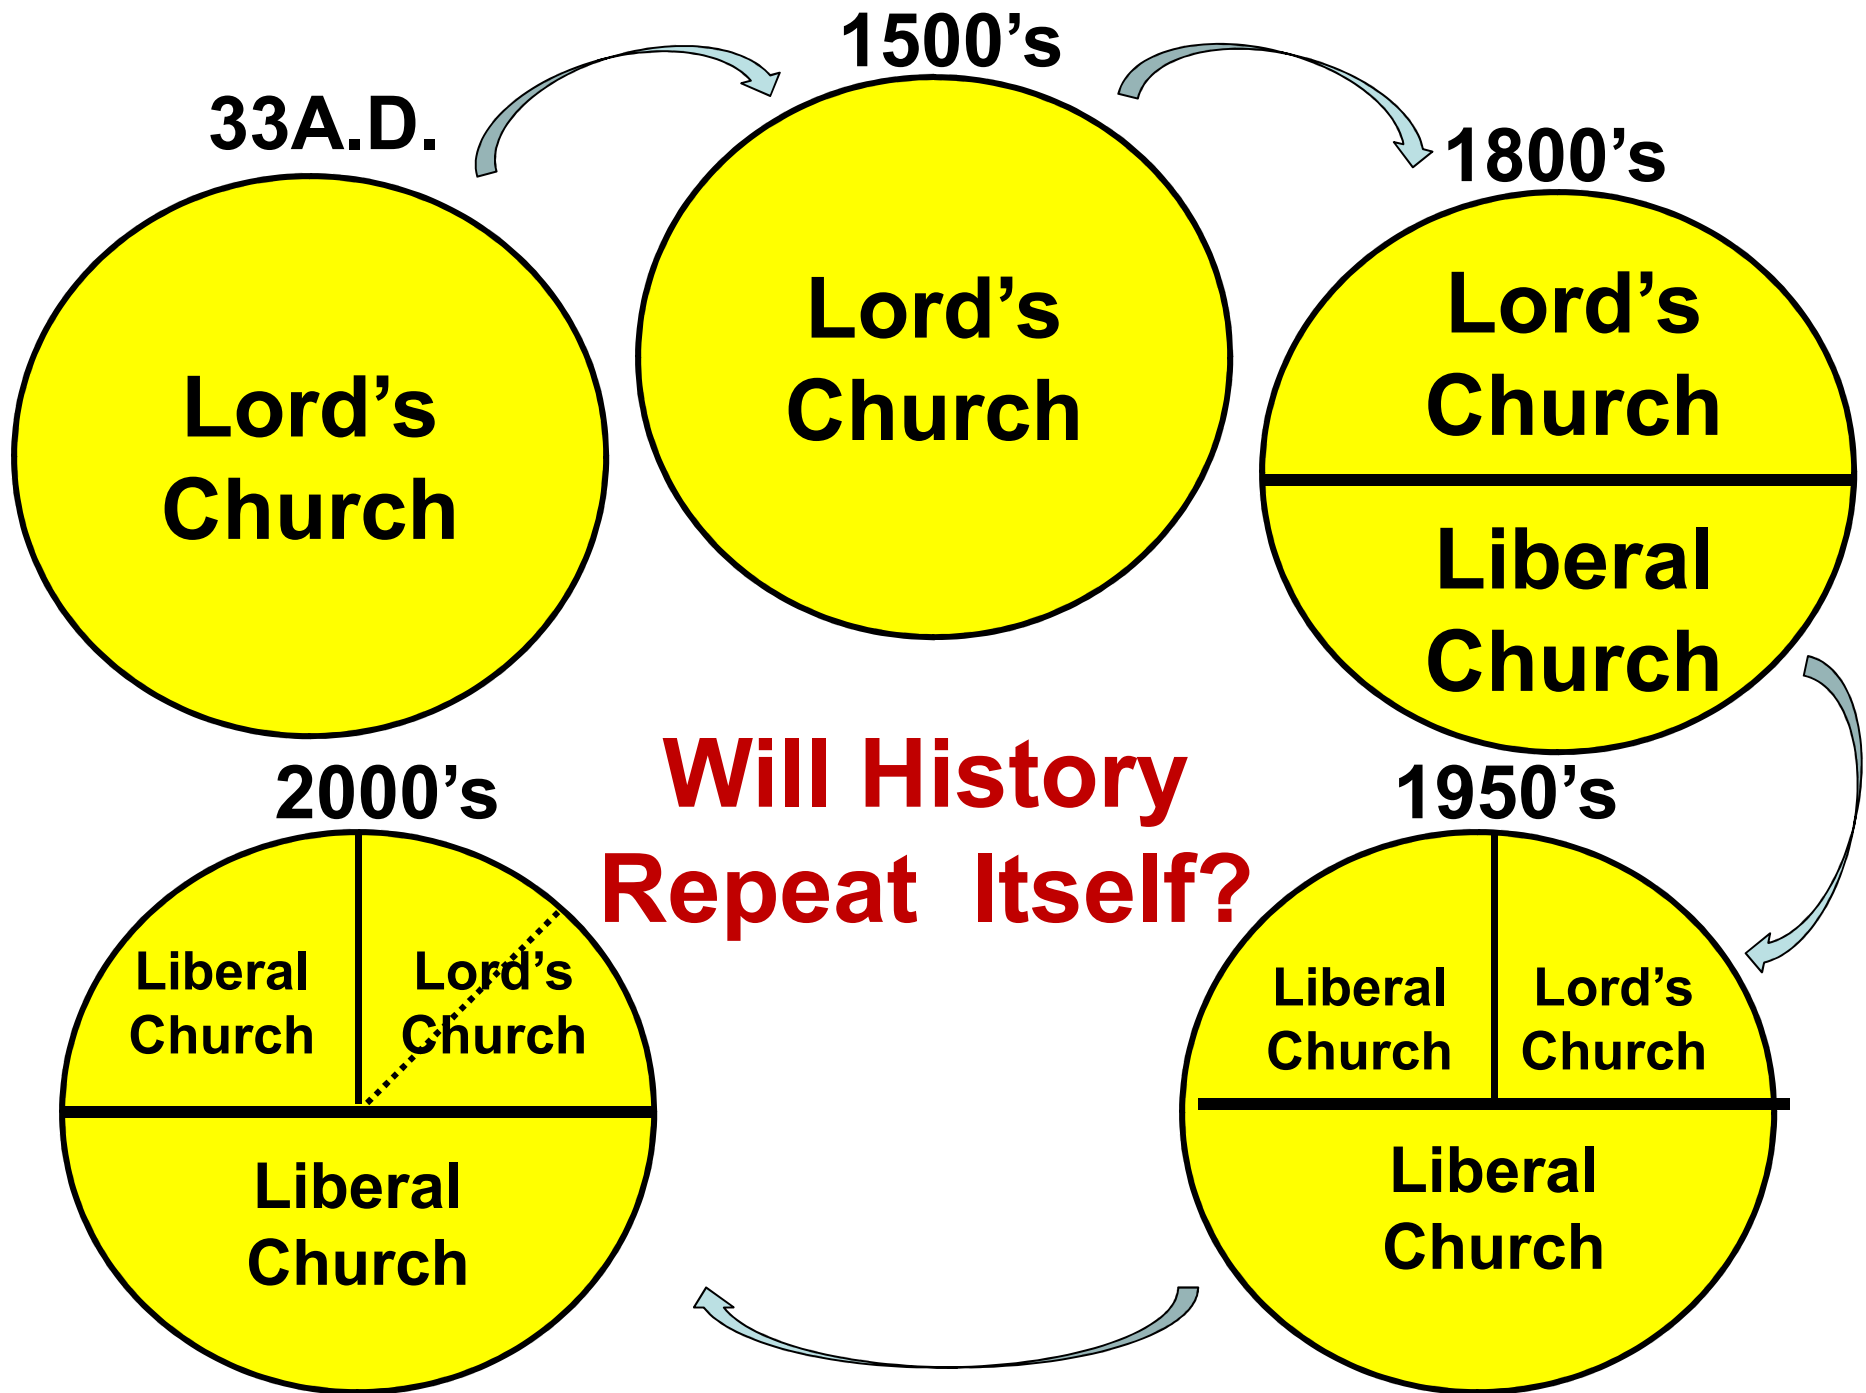 33A.D.
Lord’s
Church
1500’s
Lord’s
Church
1800’s
Lord’s
Church
Liberal
Church
1950’s
Liberal
Church
Lord’s
Church
Liberal
Church
2000’s
Liberal
Church
Lord’s
Church
Liberal
Church
Will History
Repeat  Itself?